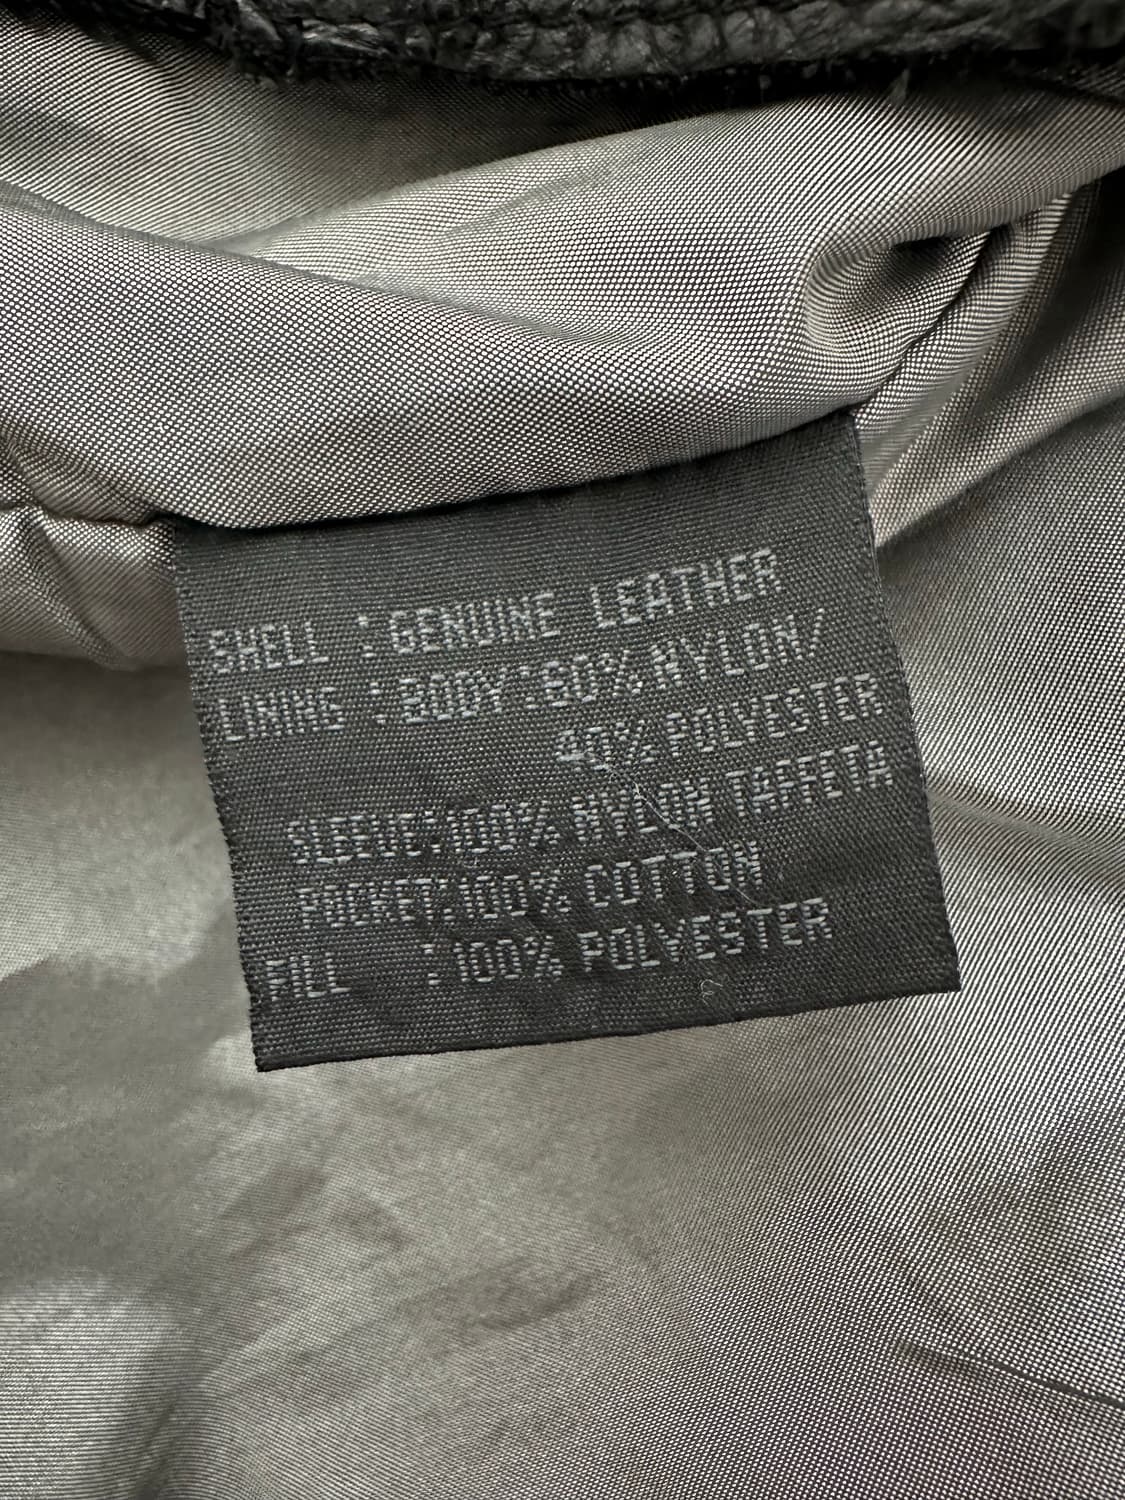 SHELL : GENUINE LEATHER
LINING : BODY:60% NYLON/
40% POLYESTER
SLEEVE:100% NYLON TAFFETA
POCKET:100% COTTON
FILL : 100% POLYESTER